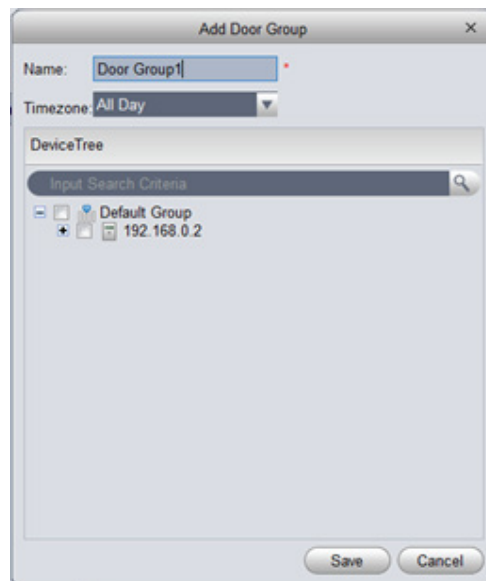 Add Door Group
Name: Door Group1 *
Timezone: All Day
DeviceTree
Input Search Criteria
Default Group
192.168.0.2
Save Cancel